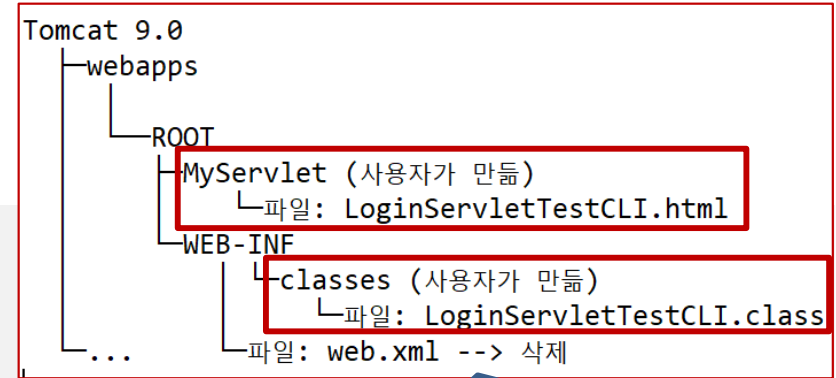 Tomcat 9.0
webapps
ROOT
MyServlet (사용자가 만듦)
파일: LoginServletTestCLI.html
WEB-INF
classes (사용자가 만듦)
파일: LoginServletTestCLI.class
... 파일: web.xml --> 삭제